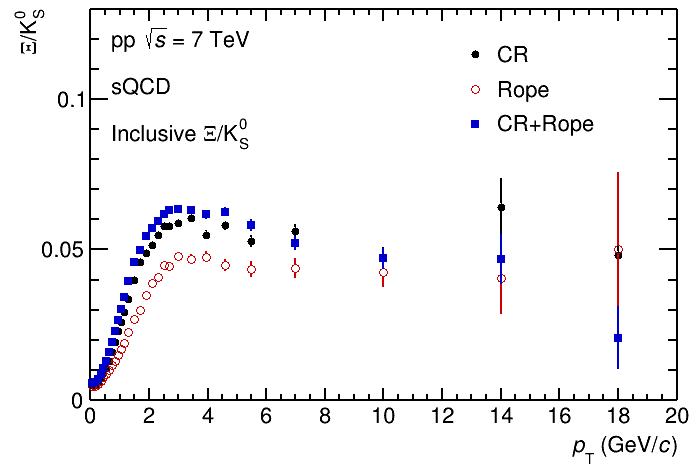 Ξ/K⁰_S
pp √s = 7 TeV
sQCD
Inclusive Ξ/K⁰_S
CR
Rope
CR+Rope
0.1
0.05
0
0 2 4 6 8 10 12 14 16 18 20
p_T (GeV/c)